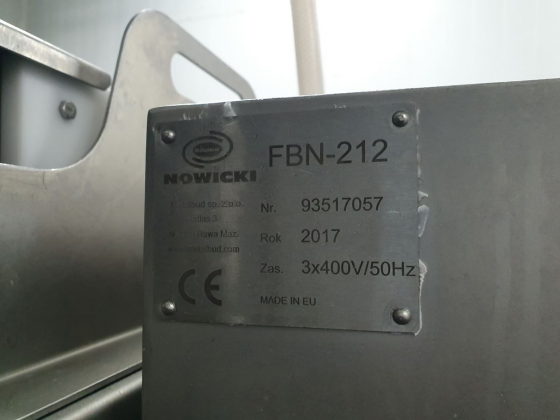 FBN-212
NOWICKI
Nr. 93517057
Rok 2017
Zas. 3x400V/50Hz
CE
MADE IN EU